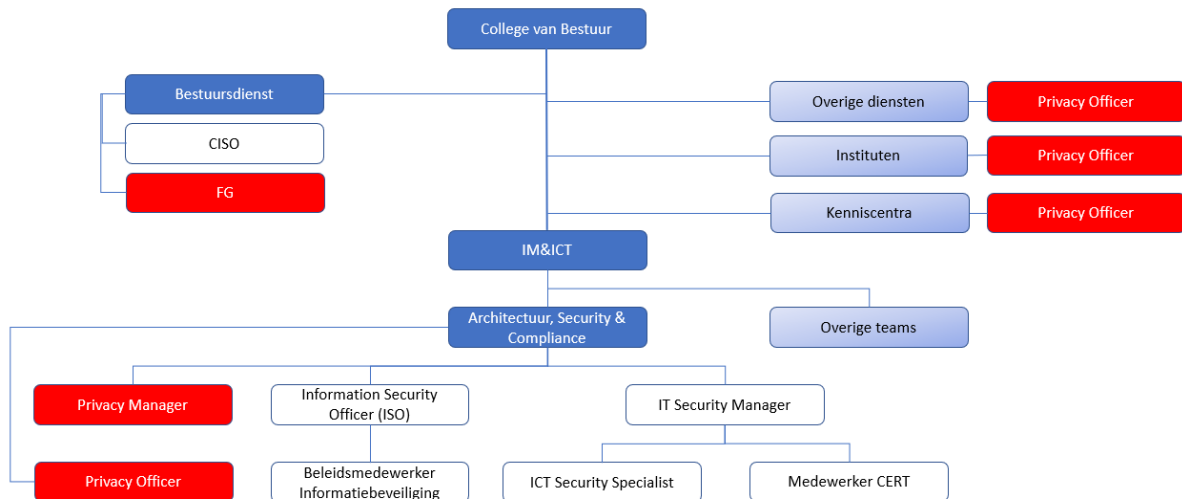 College van Bestuur
Bestuursdienst
CISO
FG
Overige diensten
Privacy Officer
Instituten
Privacy Officer
Kenniscentra
Privacy Officer
IM&ICT
Architectuur, Security &
Compliance
Overige teams
Privacy Manager
Information Security
Officer (ISO)
IT Security Manager
Privacy Officer
Beleidsmedewerker
Informatiebeveiliging
ICT Security Specialist
Medewerker CERT